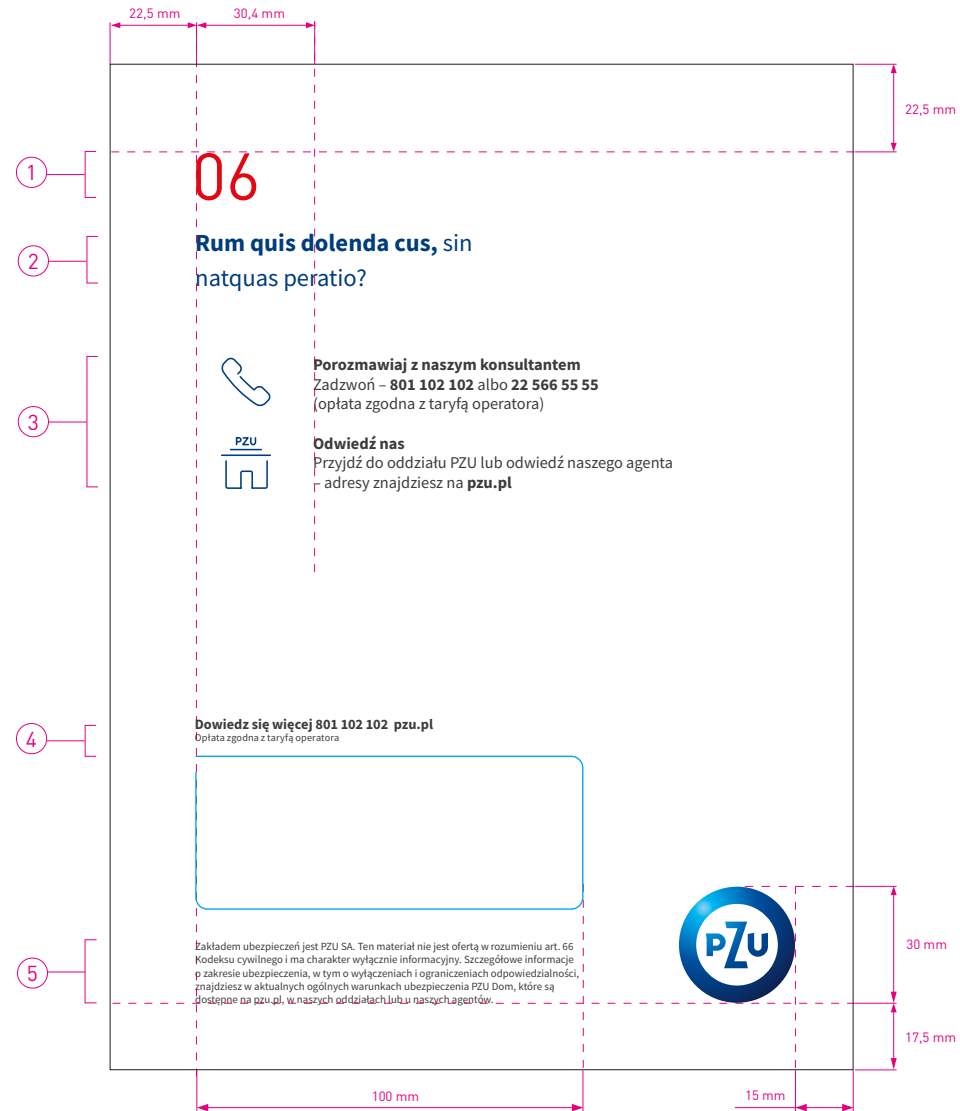 22,5 mm
30,4 mm
22,5 mm
1
06
2
Rum quis dolenda cus, sin
natquas peratio?
3
Porozmawiaj z naszym konsultantem
Zadzwoń – 801 102 102 albo 22 566 55 55
(opłata zgodna z taryfą operatora)
PZU
Odwiedź nas
Przyjdź do oddziału PZU lub odwiedź naszego agenta
– adresy znajdziesz na pzu.pl
4
Dowiedz się więcej 801 102 102 pzu.pl
Opłata zgodna z taryfą operatora
5
Zakładem ubezpieczeń jest PZU SA. Ten materiał nie jest ofertą w rozumieniu art. 66
Kodeksu cywilnego i ma charakter wyłącznie informacyjny. Szczegółowe informacje
o zakresie ubezpieczenia, w tym o wyłączeniach i ograniczeniach odpowiedzialności,
znajdziesz w aktualnych ogólnych warunkach ubezpieczenia PZU Dom, które są
dostępne na pzu.pl, w naszych oddziałach lub u naszych agentów.
PZU
30 mm
17,5 mm
100 mm
15 mm